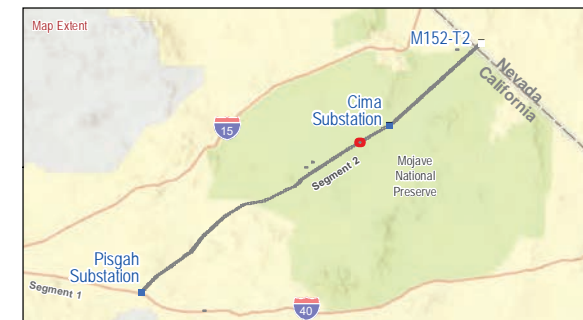 Map Extent
M152-T2
Nevada
California
Cima
Substation
15
Segment 2
Mojave
National
Preserve
Pisgah
Substation
Segment 1
40